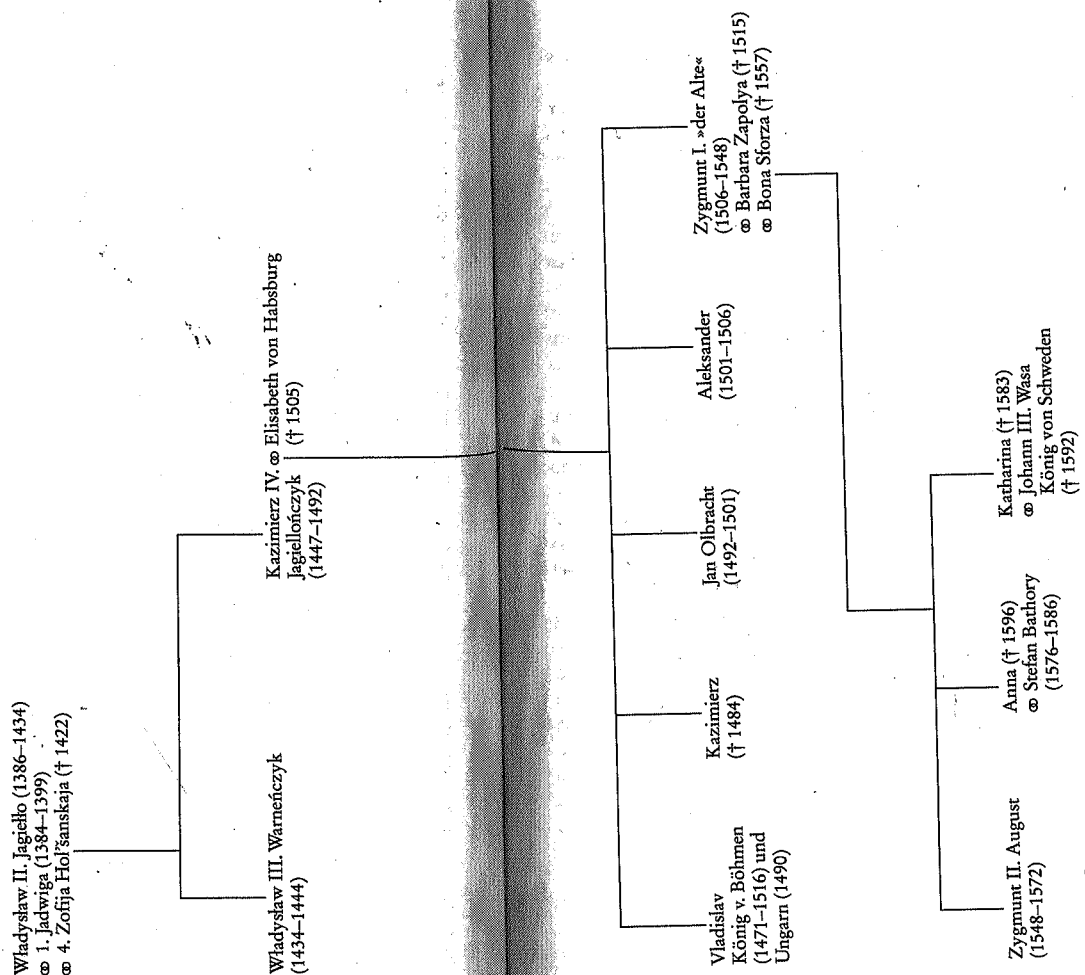 Władysław II. Jagiełło (1386–1434)
⚭ 1. Jadwiga (1384–1399)
⚭ 4. Zofija Hol'šanskaja († 1422)
Władysław III. Warneńczyk
(1434–1444)
Kazimierz IV. ⚭ Elisabeth von Habsburg
Jagiellończyk († 1505)
(1447–1492)
Vladislav
König v. Böhmen
(1471–1516) und
Ungarn (1490)
Kazimierz
(† 1484)
Jan Olbracht
(1492–1501)
Aleksander
(1501–1506)
Zygmunt I. »der Alte«
(1506–1548)
⚭ Barbara Zapolya († 1515)
⚭ Bona Sforza († 1557)
Zygmunt II. August
(1548–1572)
Anna († 1596)
⚭ Stefan Bathory
(1576–1586)
Katharina († 1583)
⚭ Johann III. Wasa
König von Schweden
(† 1592)